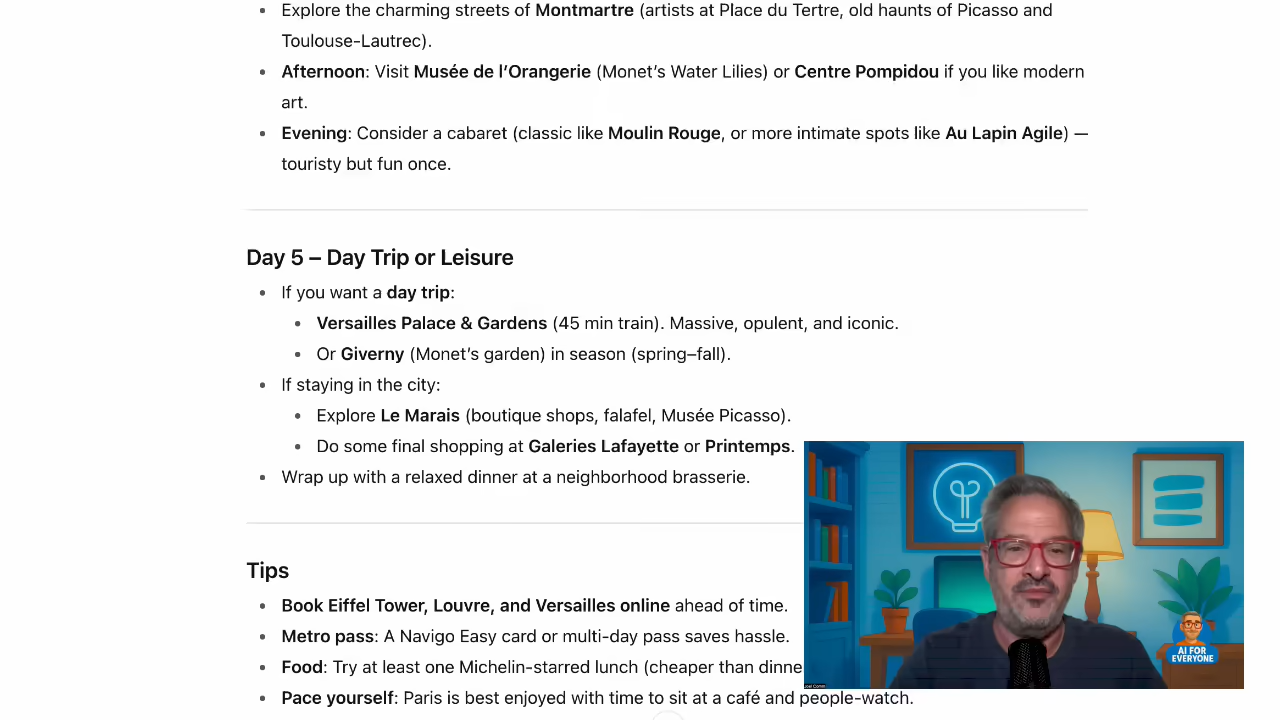 Explore the charming streets of Montmartre (artists at Place du Tertre, old haunts of Picasso and
Toulouse-Lautrec).
Afternoon: Visit Musée de l’Orangerie (Monet’s Water Lilies) or Centre Pompidou if you like modern
art.
Evening: Consider a cabaret (classic like Moulin Rouge, or more intimate spots like Au Lapin Agile) —
touristy but fun once.
Day 5 – Day Trip or Leisure
If you want a day trip:
Versailles Palace & Gardens (45 min train). Massive, opulent, and iconic.
Or Giverny (Monet’s garden) in season (spring–fall).
If staying in the city:
Explore Le Marais (boutique shops, falafel, Musée Picasso).
Do some final shopping at Galeries Lafayette or Printemps.
Wrap up with a relaxed dinner at a neighborhood brasserie.
Tips
Book Eiffel Tower, Louvre, and Versailles online ahead of time.
Metro pass: A Navigo Easy card or multi-day pass saves hassle.
Food: Try at least one Michelin-starred lunch (cheaper than dinne
Pace yourself: Paris is best enjoyed with time to sit at a café and people-watch.
AI FOR
EVERYONE